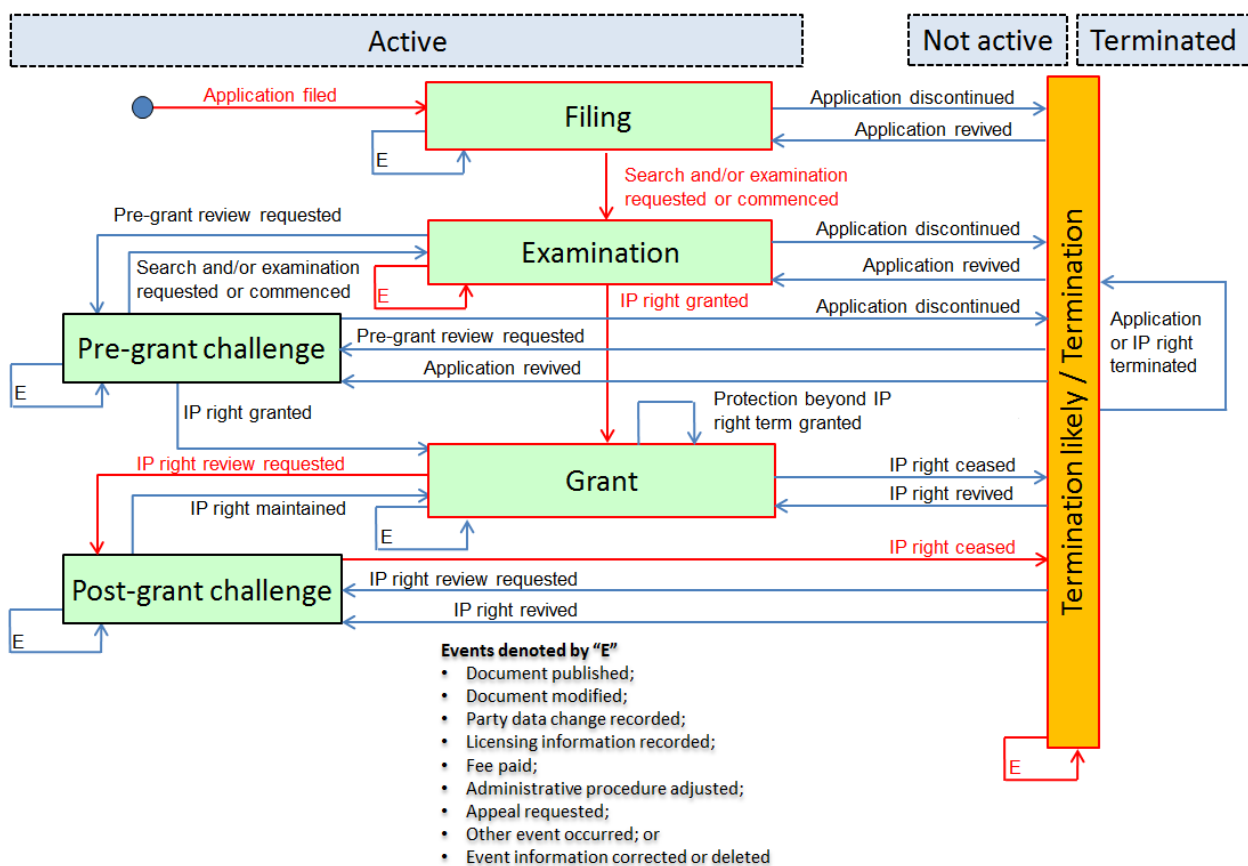 Active
Not active
Terminated
Application filed
Filing
Application discontinued
Application revived
E
Search and/or examination
requested or commenced
Pre-grant review requested
Examination
Application discontinued
Search and/or examination
requested or commenced
Application revived
E
IP right granted
Application discontinued
Pre-grant challenge
Pre-grant review requested
Application revived
E
Application
or IP right
terminated
Termination likely / Termination
IP right granted
Protection beyond IP
right term granted
IP right review requested
Grant
IP right ceased
IP right revived
IP right maintained
E
IP right ceased
Post-grant challenge
IP right review requested
IP right revived
E
Events denoted by “E”
• Document published;
• Document modified;
• Party data change recorded;
• Licensing information recorded;
• Fee paid;
• Administrative procedure adjusted;
• Appeal requested;
• Other event occurred; or
• Event information corrected or deleted
E